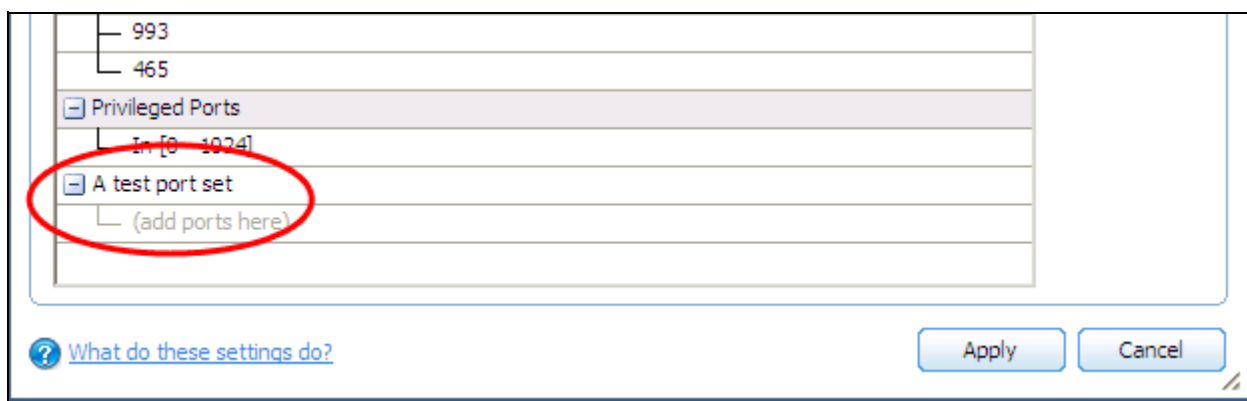 993
465
Privileged Ports
In [0 - 1024]
A test port set
(add ports here)
What do these settings do?
Apply
Cancel